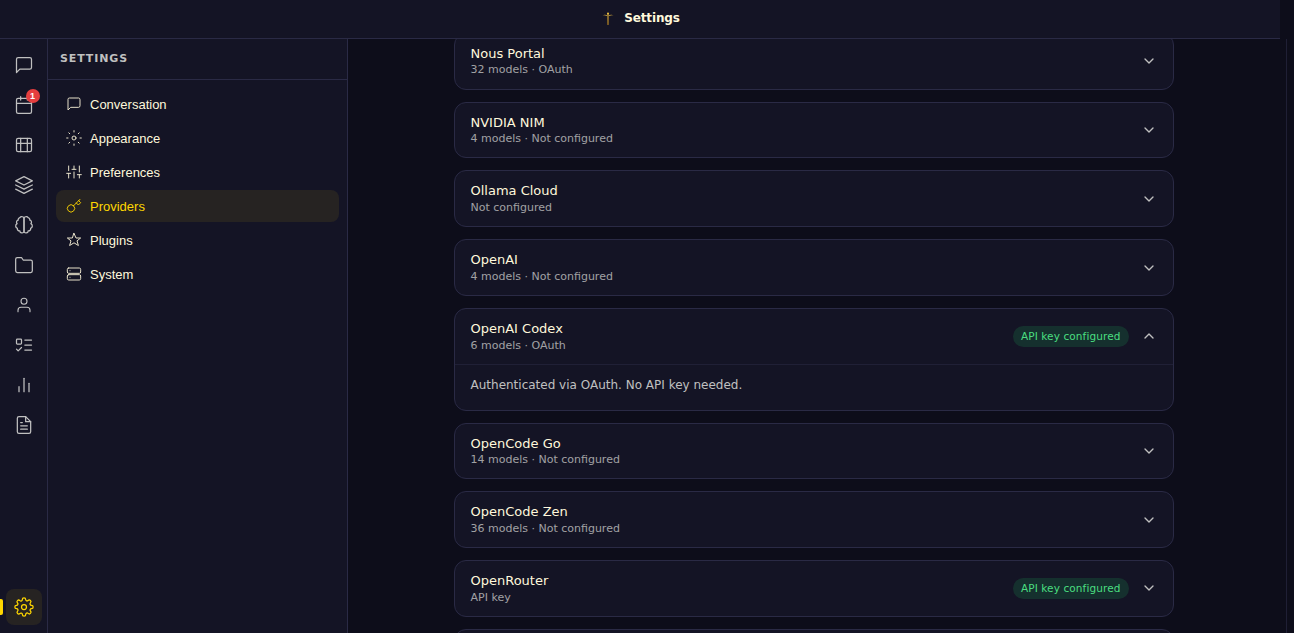 Settings
1
SETTINGS
Conversation
Appearance
Preferences
Providers
Plugins
System
Nous Portal
32 models · OAuth
NVIDIA NIM
4 models · Not configured
Ollama Cloud
Not configured
OpenAI
4 models · Not configured
OpenAI Codex
6 models · OAuth
API key configured
Authenticated via OAuth. No API key needed.
OpenCode Go
14 models · Not configured
OpenCode Zen
36 models · Not configured
OpenRouter
API key
API key configured